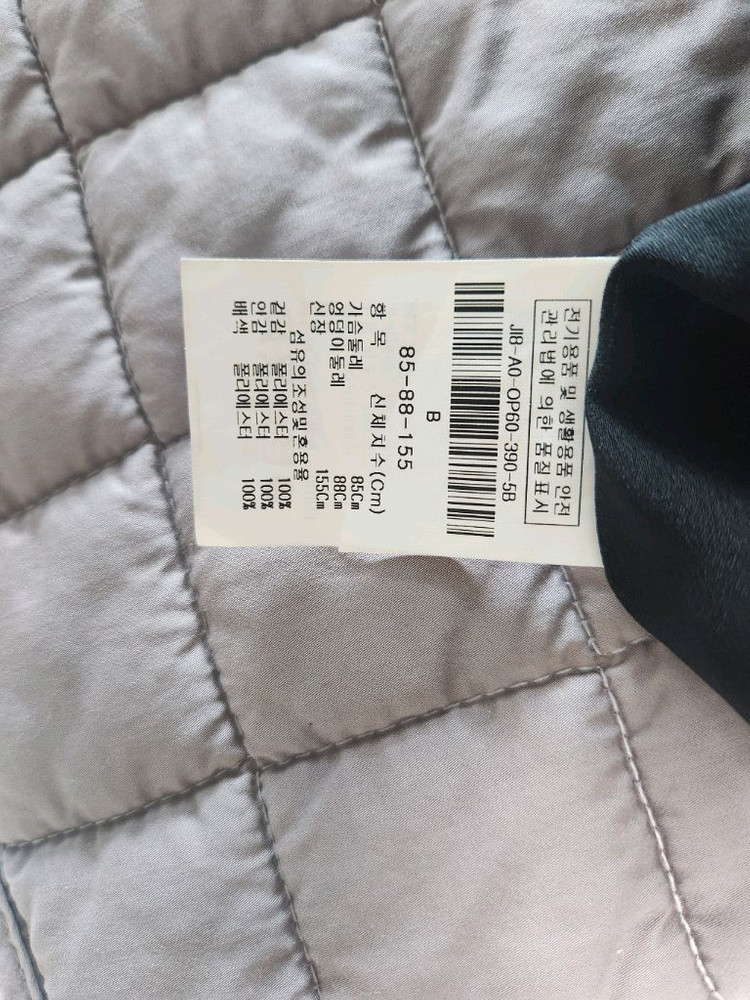 전기용품 및 생활용품 안전
관리법에 의한 품질 표시
JIB-A0-OP60-390-5B
B
85-88-155
항 목 신체치수(Cm)
가슴둘레 85Cm
엉덩이둘레 88Cm
신장 155Cm
섬유의조성및혼용율
겉감 폴리에스터 100%
안감 폴리에스터 100%
배색 폴리에스터 100%